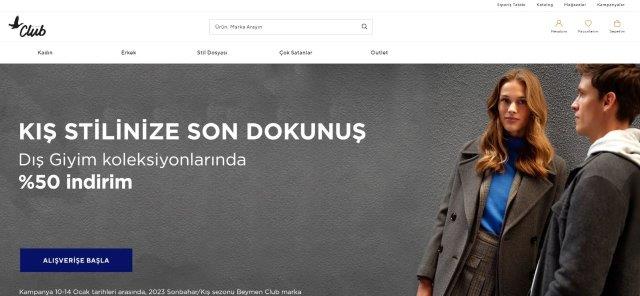 Sipariş Takibi Katalog Mağazalar Kampanyalar
Club
Ürün, Marka Arayın
Hesabım Favorilerim Sepetim
Kadın Erkek Stil Dosyası Çok Satanlar Outlet
KIŞ STİLİNİZE SON DOKUNUŞ
Dış Giyim koleksiyonlarında
%50 indirim
ALIŞVERİŞE BAŞLA
Kampanya 10-14 Ocak tarihleri arasında, 2023 Sonbahar/Kış sezonu Beymen Club marka